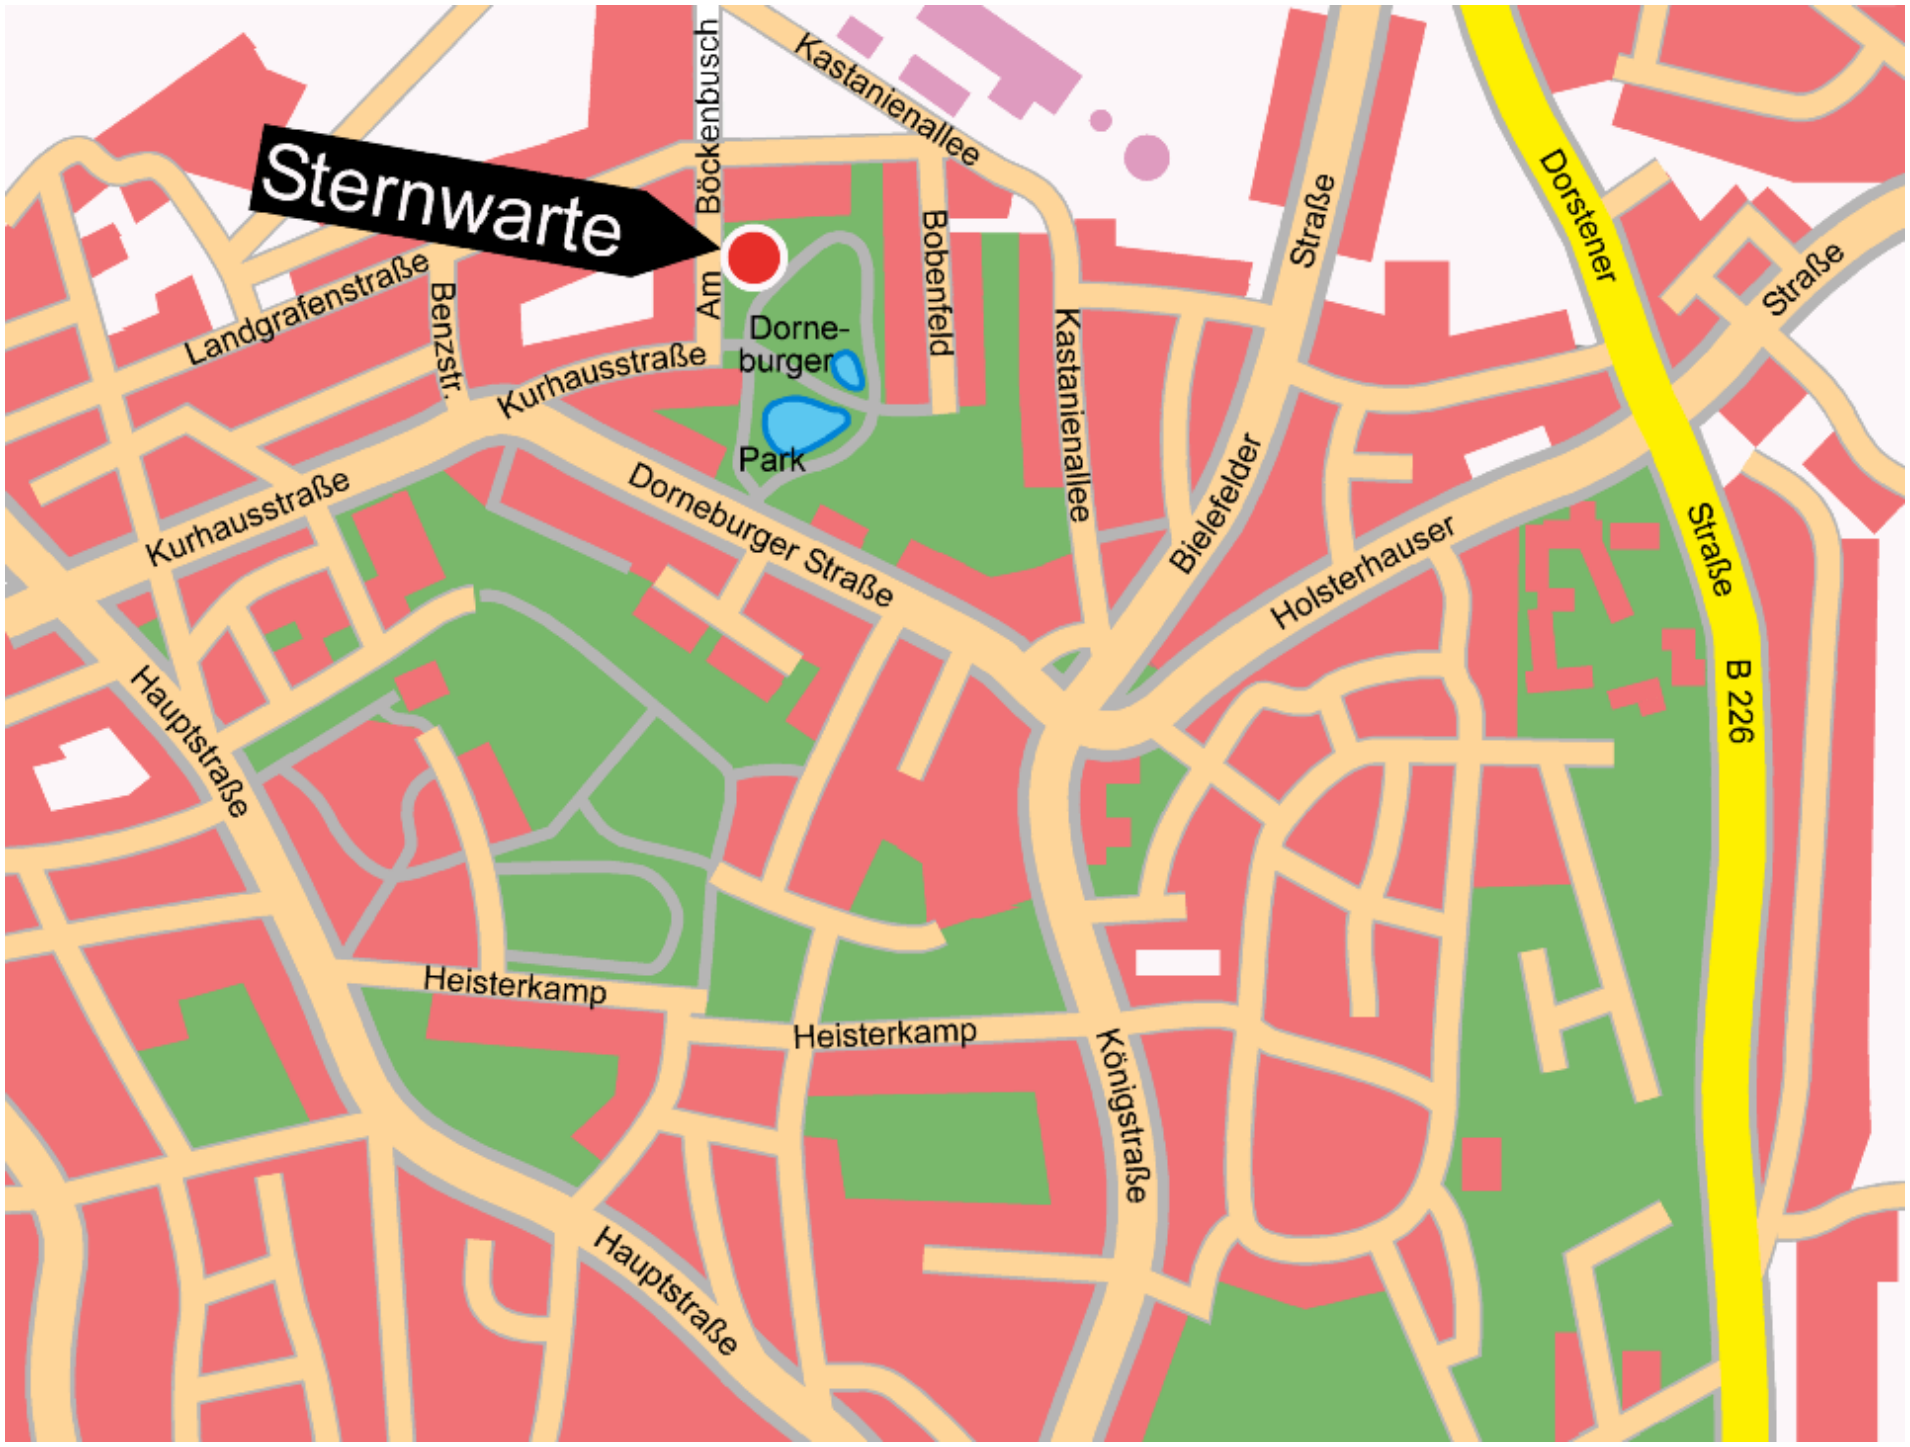 Am Böckenbusch
Kastanienallee
Sternwarte
Straße
Dorstener
Straße
Bobenfeld
Landgrafenstraße
Benzstr.
Dorne-
burger
Park
Kurhausstraße
Kastanienallee
Kurhausstraße
Dorneburger Straße
Bielefelder
Holsterhauser
Straße
B 226
Hauptstraße
Heisterkamp
Heisterkamp
Königstraße
Hauptstraße